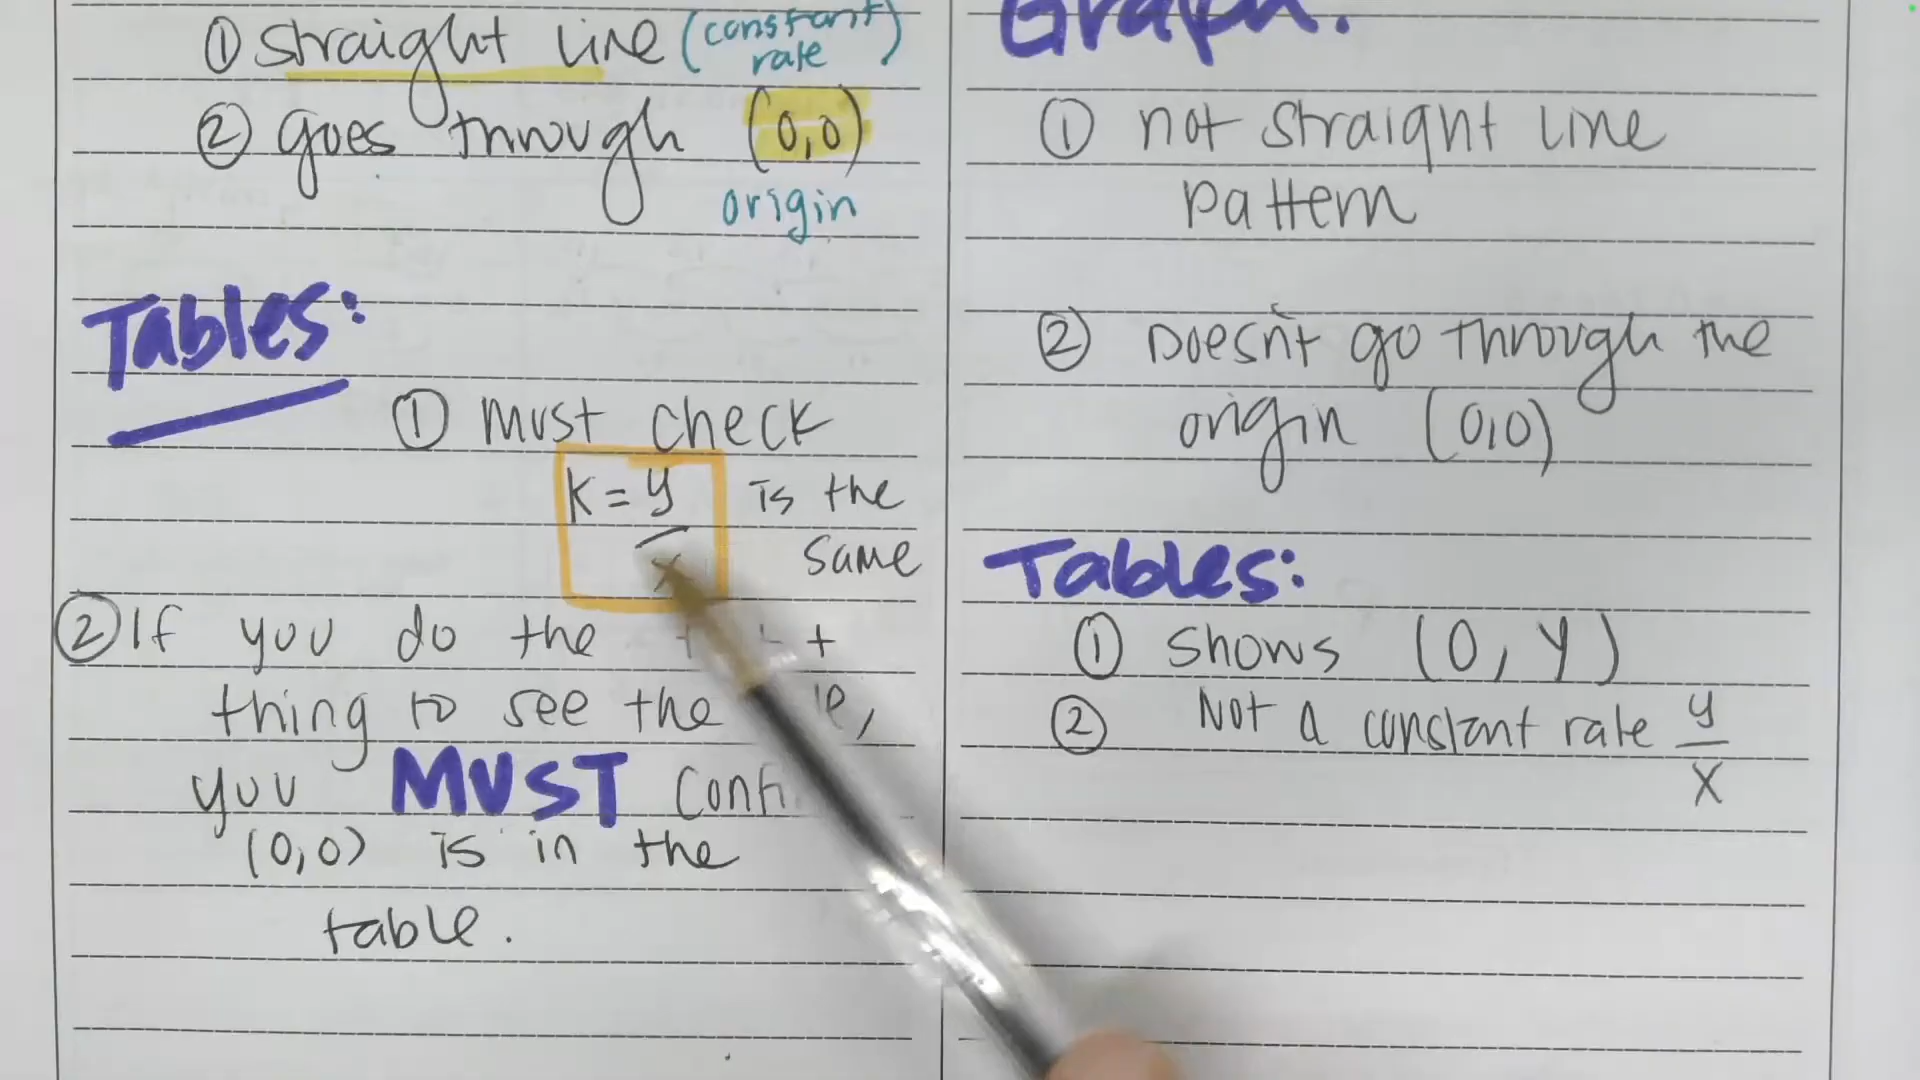 ① straight line (constant
rate)
② goes through (0,0)
origin
Tables:
① Must check
K = y is the
x same
② If you do the +
thing to see the
you MUST
(0,0) is in the
table.
Graph:
① not straight line
pattern
② Doesn't go through the
origin (0,0)
Tables:
① shows (0, y)
② Not a constant rate y
x